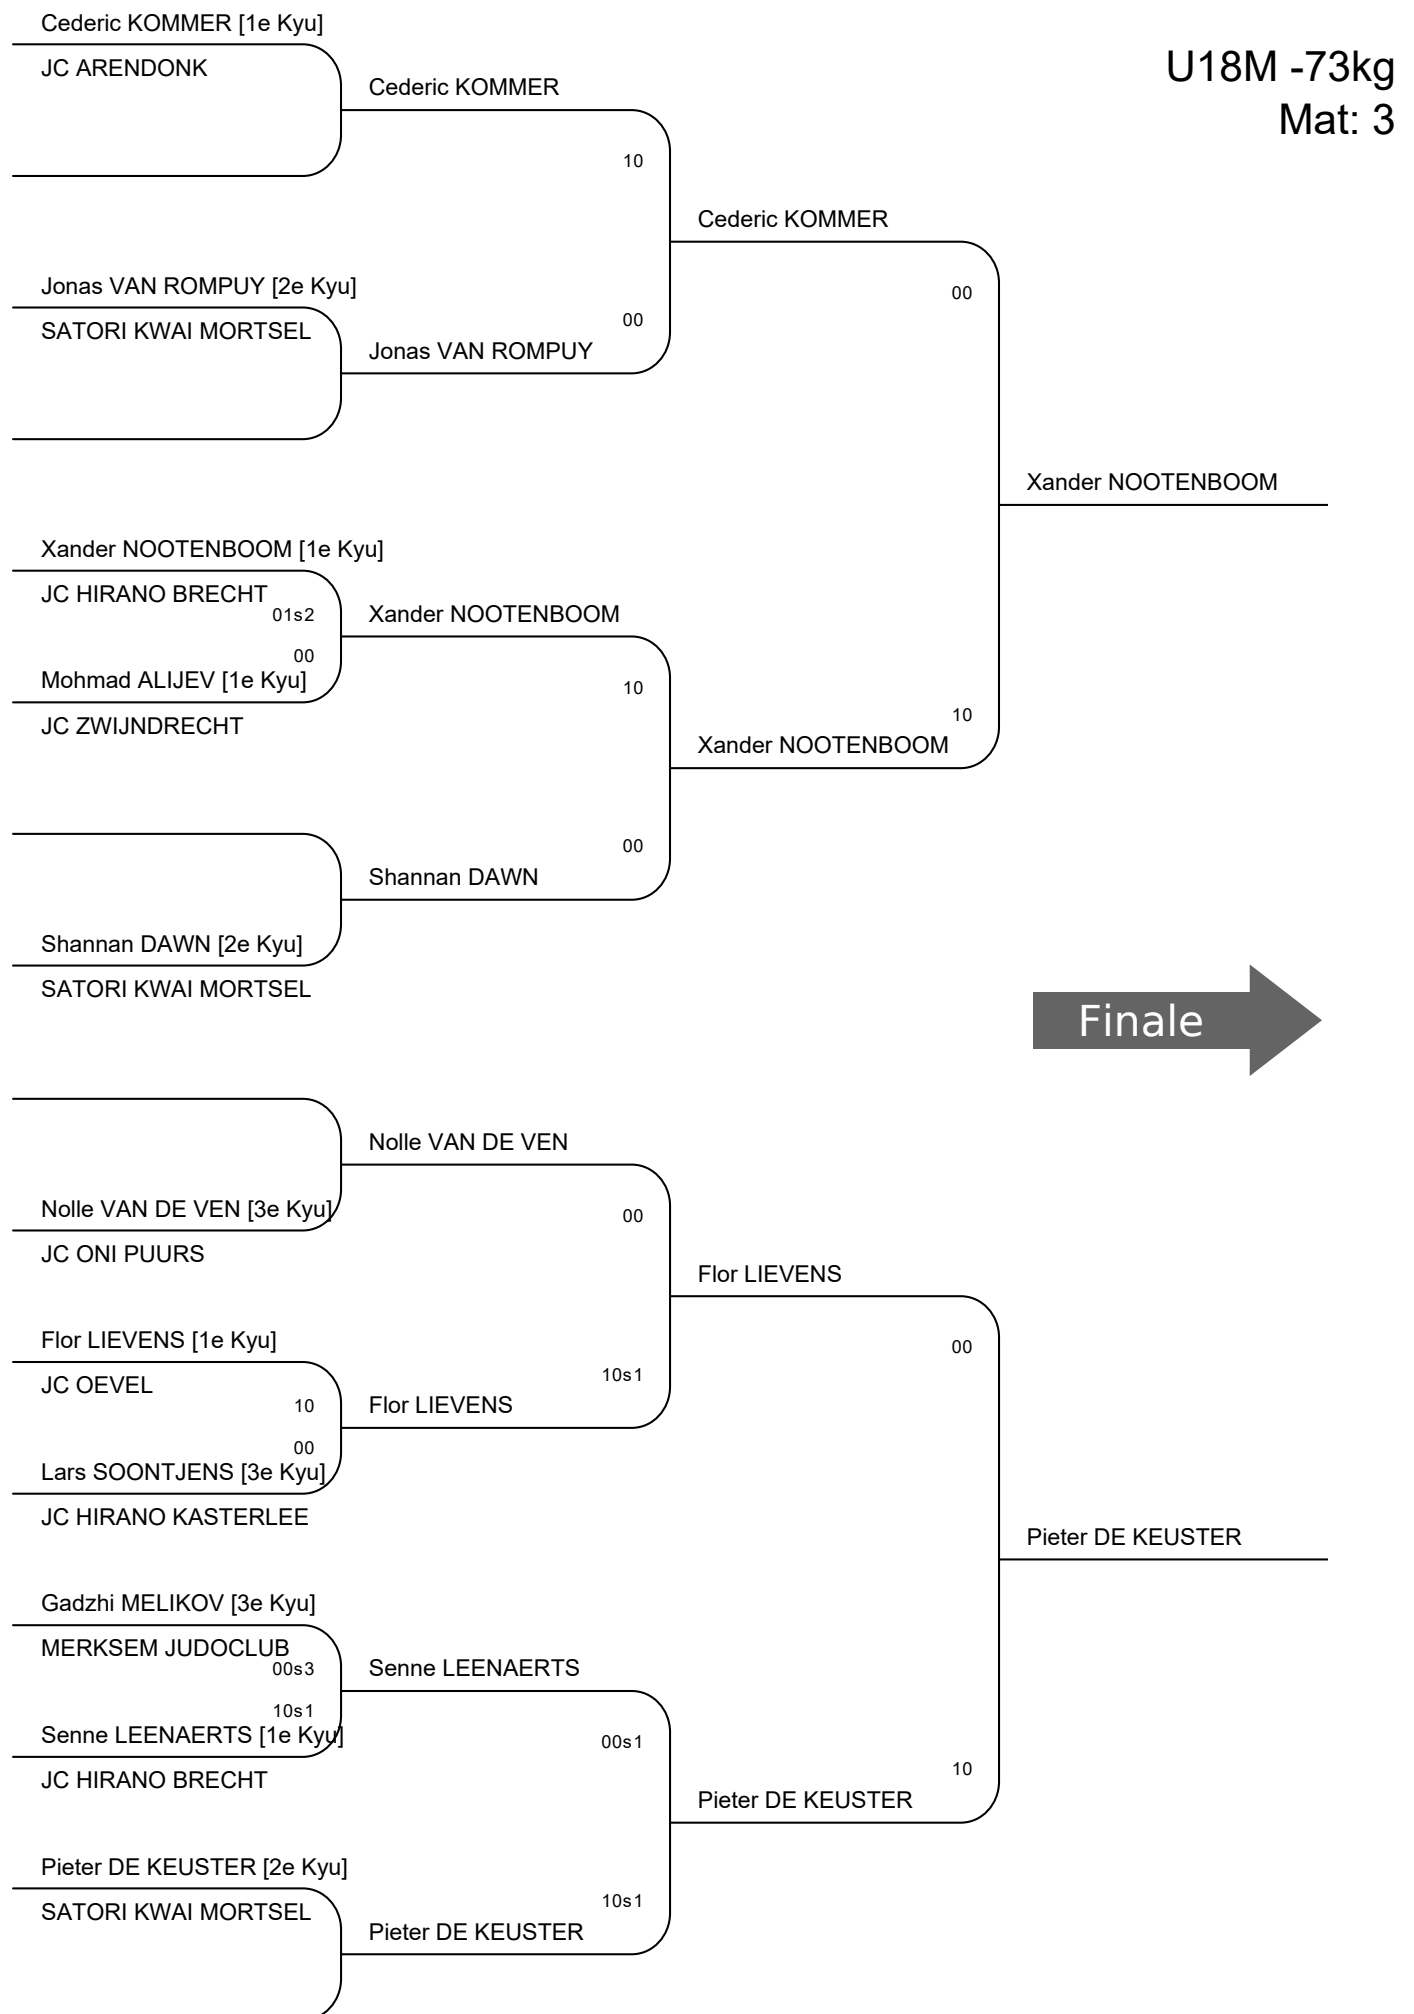 Cederic KOMMER [1e Kyu]
JC ARENDONK
U18M -73kg
Mat: 3
Cederic KOMMER
10
Cederic KOMMER
Jonas VAN ROMPUY [2e Kyu]
00
SATORI KWAI MORTSEL
00
Jonas VAN ROMPUY
Xander NOOTENBOOM
Xander NOOTENBOOM [1e Kyu]
JC HIRANO BRECHT
01s2
Xander NOOTENBOOM
00
Mohmad ALIJEV [1e Kyu]
10
JC ZWIJNDRECHT
10
Xander NOOTENBOOM
00
Shannan DAWN
Shannan DAWN [2e Kyu]
SATORI KWAI MORTSEL
Finale
Nolle VAN DE VEN
Nolle VAN DE VEN [3e Kyu]
00
JC ONI PUURS
Flor LIEVENS
Flor LIEVENS [1e Kyu]
00
JC OEVEL
10s1
10
Flor LIEVENS
00
Lars SOONTJENS [3e Kyu]
JC HIRANO KASTERLEE
Pieter DE KEUSTER
Gadzhi MELIKOV [3e Kyu]
MERKSEM JUDOCLUB
00s3
Senne LEENAERTS
10s1
Senne LEENAERTS [1e Kyu]
00s1
JC HIRANO BRECHT
10
Pieter DE KEUSTER
Pieter DE KEUSTER [2e Kyu]
SATORI KWAI MORTSEL
10s1
Pieter DE KEUSTER